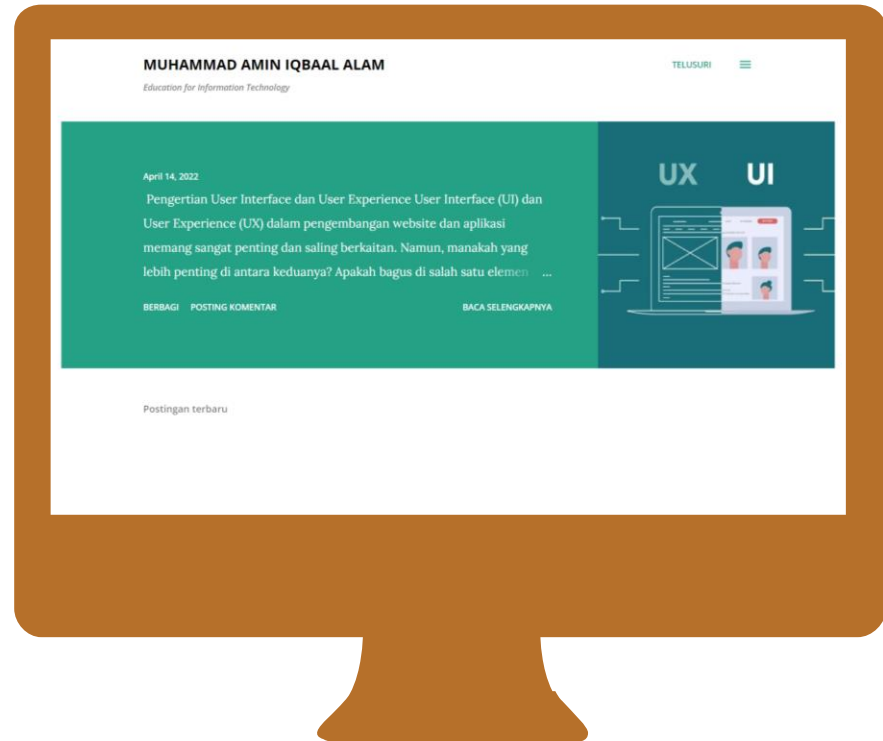 MUHAMMAD AMIN IQBAAL ALAM
TELUSURI
Education for Information Technology
April 14, 2022
Pengertian User Interface dan User Experience User Interface (UI) dan
User Experience (UX) dalam pengembangan website dan aplikasi
memang sangat penting dan saling berkaitan. Namun, manakah yang
lebih penting di antara keduanya? Apakah bagus di salah satu elemen ...
BERBAGI POSTING KOMENTAR BACA SELENGKAPNYA
UX UI
Postingan terbaru